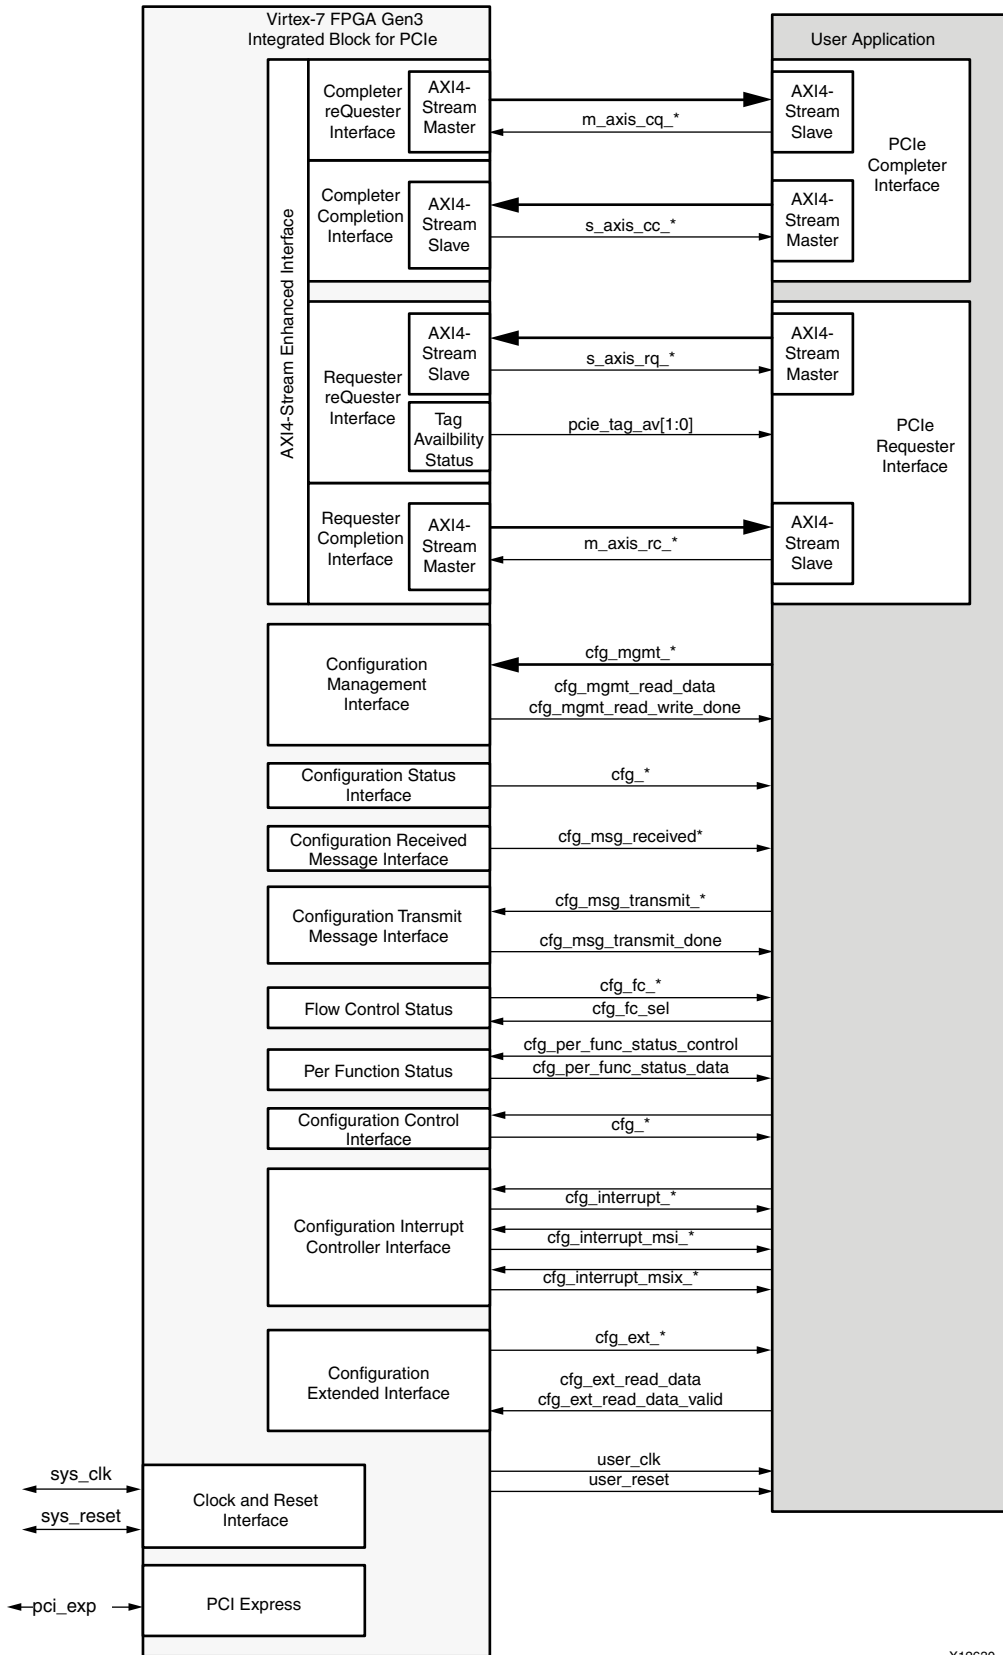 Virtex-7 FPGA Gen3
Integrated Block for PCIe
User Application
AXI4-Stream Enhanced Interface
Completer
reQuester
Interface
AXI4-
Stream
Master
m_axis_cq_*
AXI4-
Stream
Slave
PCIe
Completer
Interface
Completer
Completion
Interface
AXI4-
Stream
Slave
s_axis_cc_*
AXI4-
Stream
Master
Requester
reQuester
Interface
AXI4-
Stream
Slave
s_axis_rq_*
AXI4-
Stream
Master
Tag
Availbility
Status
pcie_tag_av[1:0]
PCIe
Requester
Interface
Requester
Completion
Interface
AXI4-
Stream
Master
m_axis_rc_*
AXI4-
Stream
Slave
Configuration
Management
Interface
cfg_mgmt_*
cfg_mgmt_read_data
cfg_mgmt_read_write_done
Configuration Status
Interface
cfg_*
Configuration Received
Message Interface
cfg_msg_received*
Configuration Transmit
Message Interface
cfg_msg_transmit_*
cfg_msg_transmit_done
Flow Control Status
cfg_fc_*
cfg_fc_sel
Per Function Status
cfg_per_func_status_control
cfg_per_func_status_data
Configuration Control
Interface
cfg_*
Configuration Interrupt
Controller Interface
cfg_interrupt_*
cfg_interrupt_msi_*
cfg_interrupt_msix_*
Configuration
Extended Interface
cfg_ext_*
cfg_ext_read_data
cfg_ext_read_data_valid
user_clk
user_reset
sys_clk
sys_reset
Clock and Reset
Interface
pci_exp
PCI Express